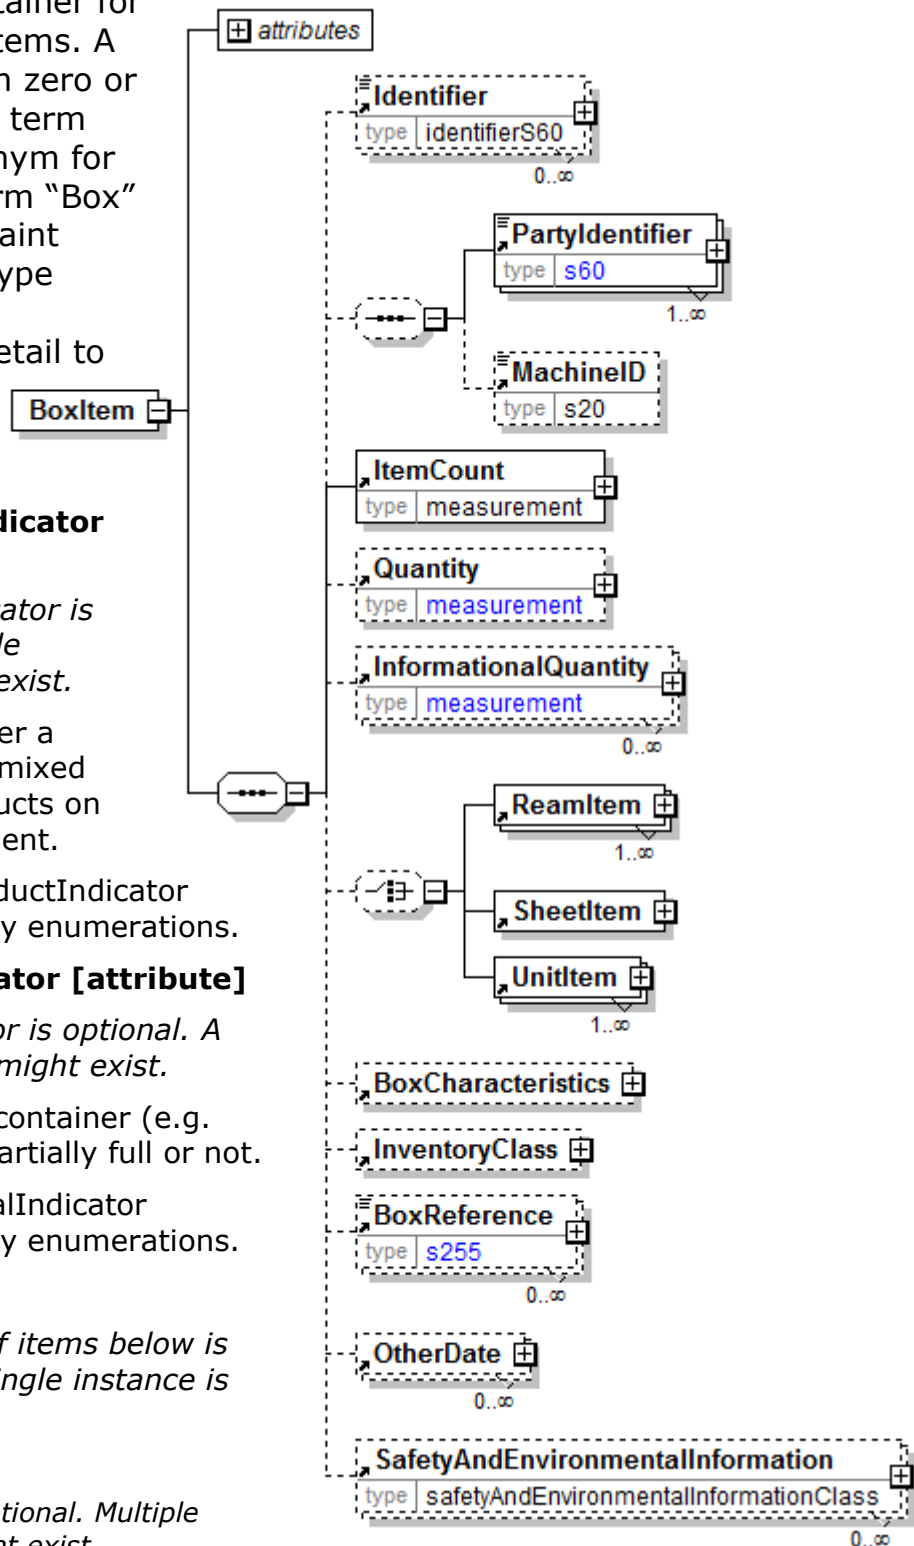 tainer for
tems. A
n zero or
term
nym for
rm “Box”
aint
ype
etail to
dicator
ator is
le
exist.
er a
mixed
ucts on
ent.
ductIndicator
y enumerations.
ator [attribute]
or is optional. A
might exist.
container (e.g.
artially full or not.
alIndicator
y enumerations.
f items below is
ingle instance is
tional. Multiple
nt exist
BoxItem
attributes
Identifier
type identifierS60
0..∞
PartyIdentifier
type s60
1..∞
MachineID
type s20
ItemCount
type measurement
Quantity
type measurement
InformationalQuantity
type measurement
0..∞
ReamItem
1..∞
SheetItem
UnitItem
1..∞
BoxCharacteristics
InventoryClass
BoxReference
type s255
0..∞
OtherDate
0..∞
SafetyAndEnvironmentalInformation
type safetyAndEnvironmentalInformationClass
0..∞